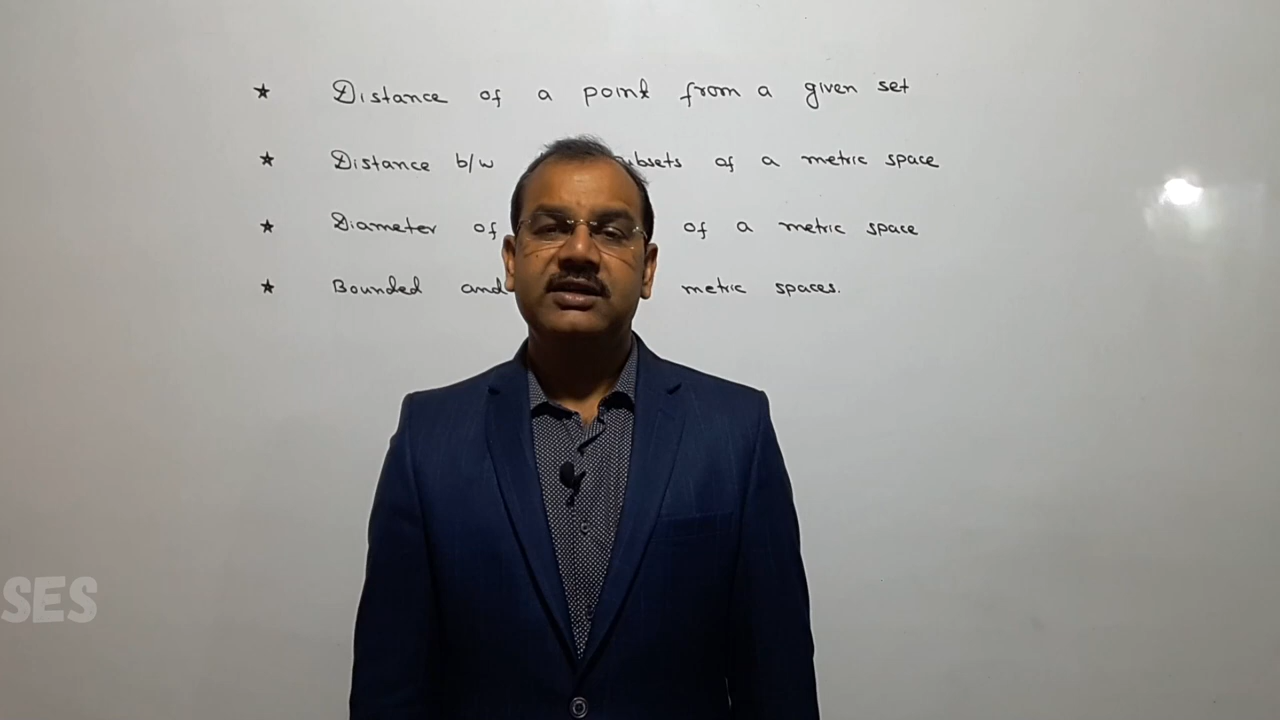 ★ Distance of a point from a given set
★ Distance b/w ubsets of a metric space
★ Diameter of of a metric space
★ Bounded and metric spaces.
SES